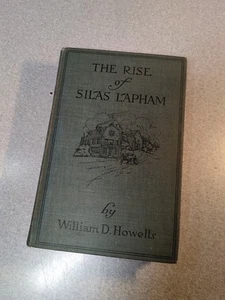 THE RISE
of
SILAS LAPHAM
by
William D. Howells